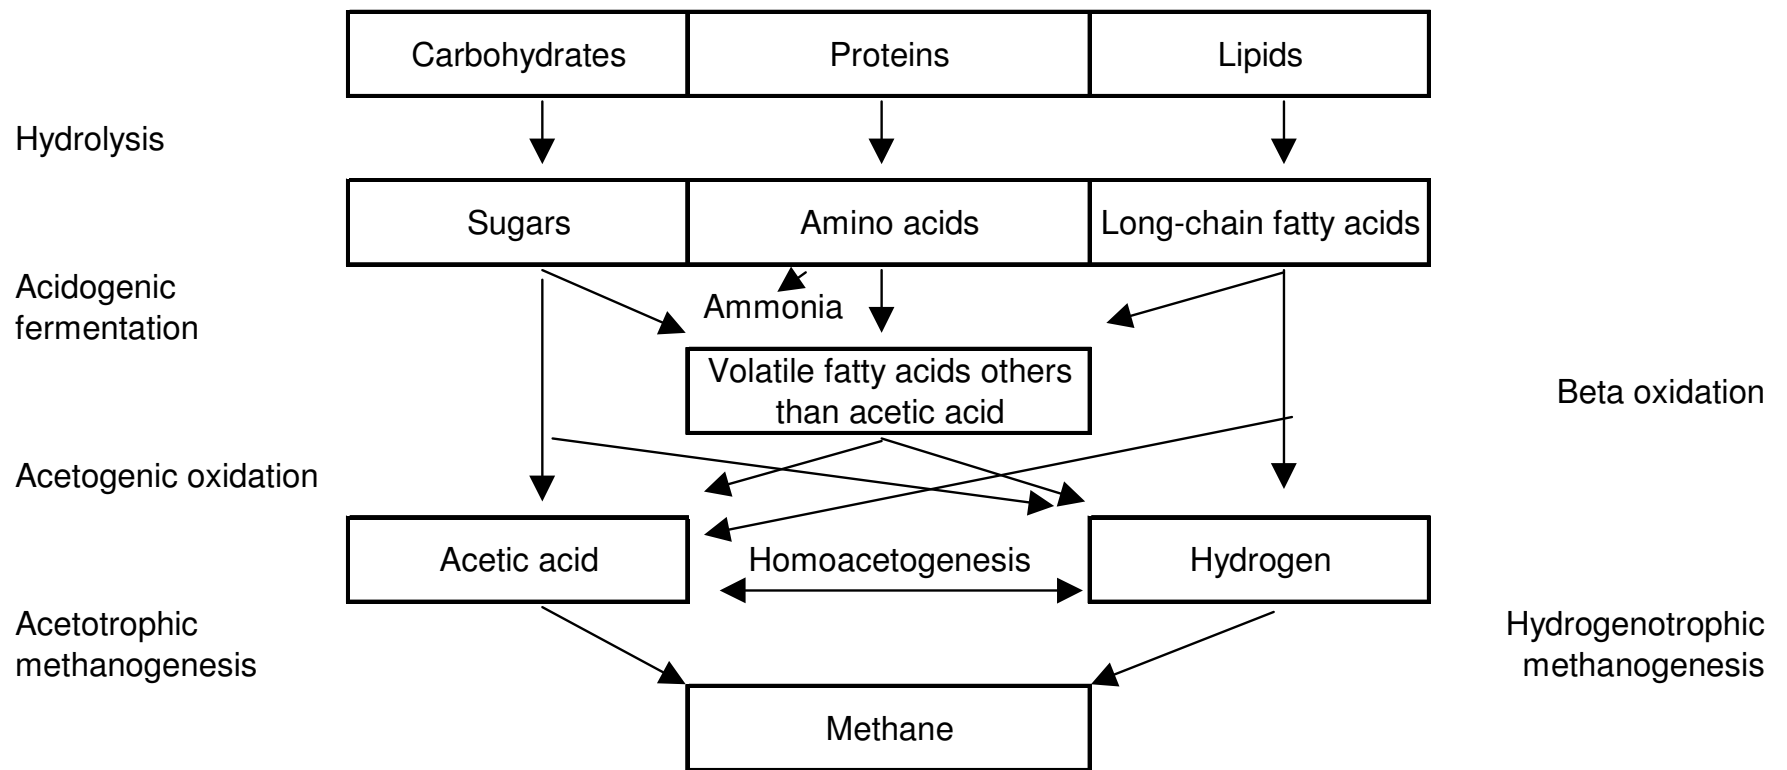 Carbohydrates
Proteins
Lipids
Hydrolysis
Sugars
Amino acids
Long-chain fatty acids
Acidogenic
fermentation
Ammonia
Volatile fatty acids others
than acetic acid
Beta oxidation
Acetogenic oxidation
Acetic acid
Homoacetogenesis
Hydrogen
Acetotrophic
methanogenesis
Hydrogenotrophic
methanogenesis
Methane